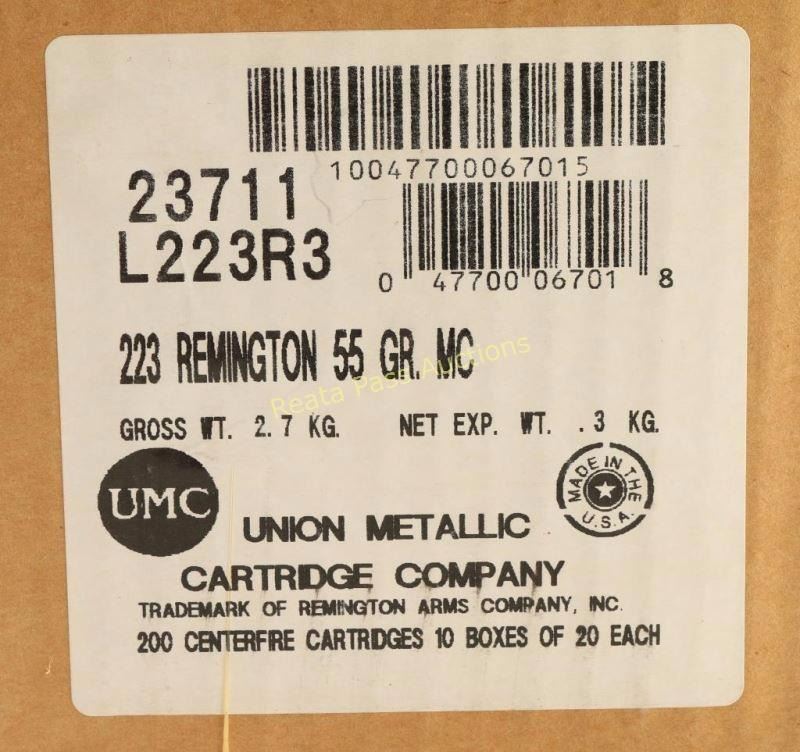 10047700067015
23711
L223R3
0 47700 06701 8
223 REMINGTON 55 GR. MC
Reata Pass Auctions
GROSS WT. 2.7 KG. NET EXP. WT. .3 KG.
MADE IN THE U.S.A.
UMC
UNION METALLIC
CARTRIDGE COMPANY
TRADEMARK OF REMINGTON ARMS COMPANY, INC.
200 CENTERFIRE CARTRIDGES 10 BOXES OF 20 EACH